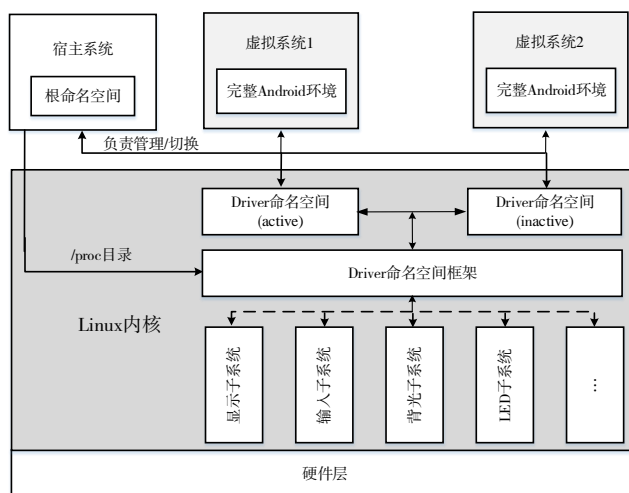 宿主系统
根命名空间
虚拟系统1
完整Android环境
虚拟系统2
完整Android环境
负责管理/切换
Driver命名空间
(active)
Driver命名空间
(inactive)
/proc目录
Driver命名空间框架
Linux内核
显示子系统
输入子系统
背光子系统
LED子系统
…
硬件层